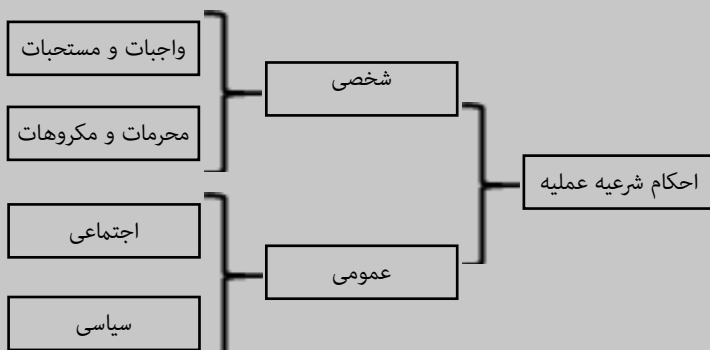 احکام شرعیه عملیه
شخصی
واجبات و مستحبات
محرمات و مکروهات
عمومی
اجتماعی
سیاسی